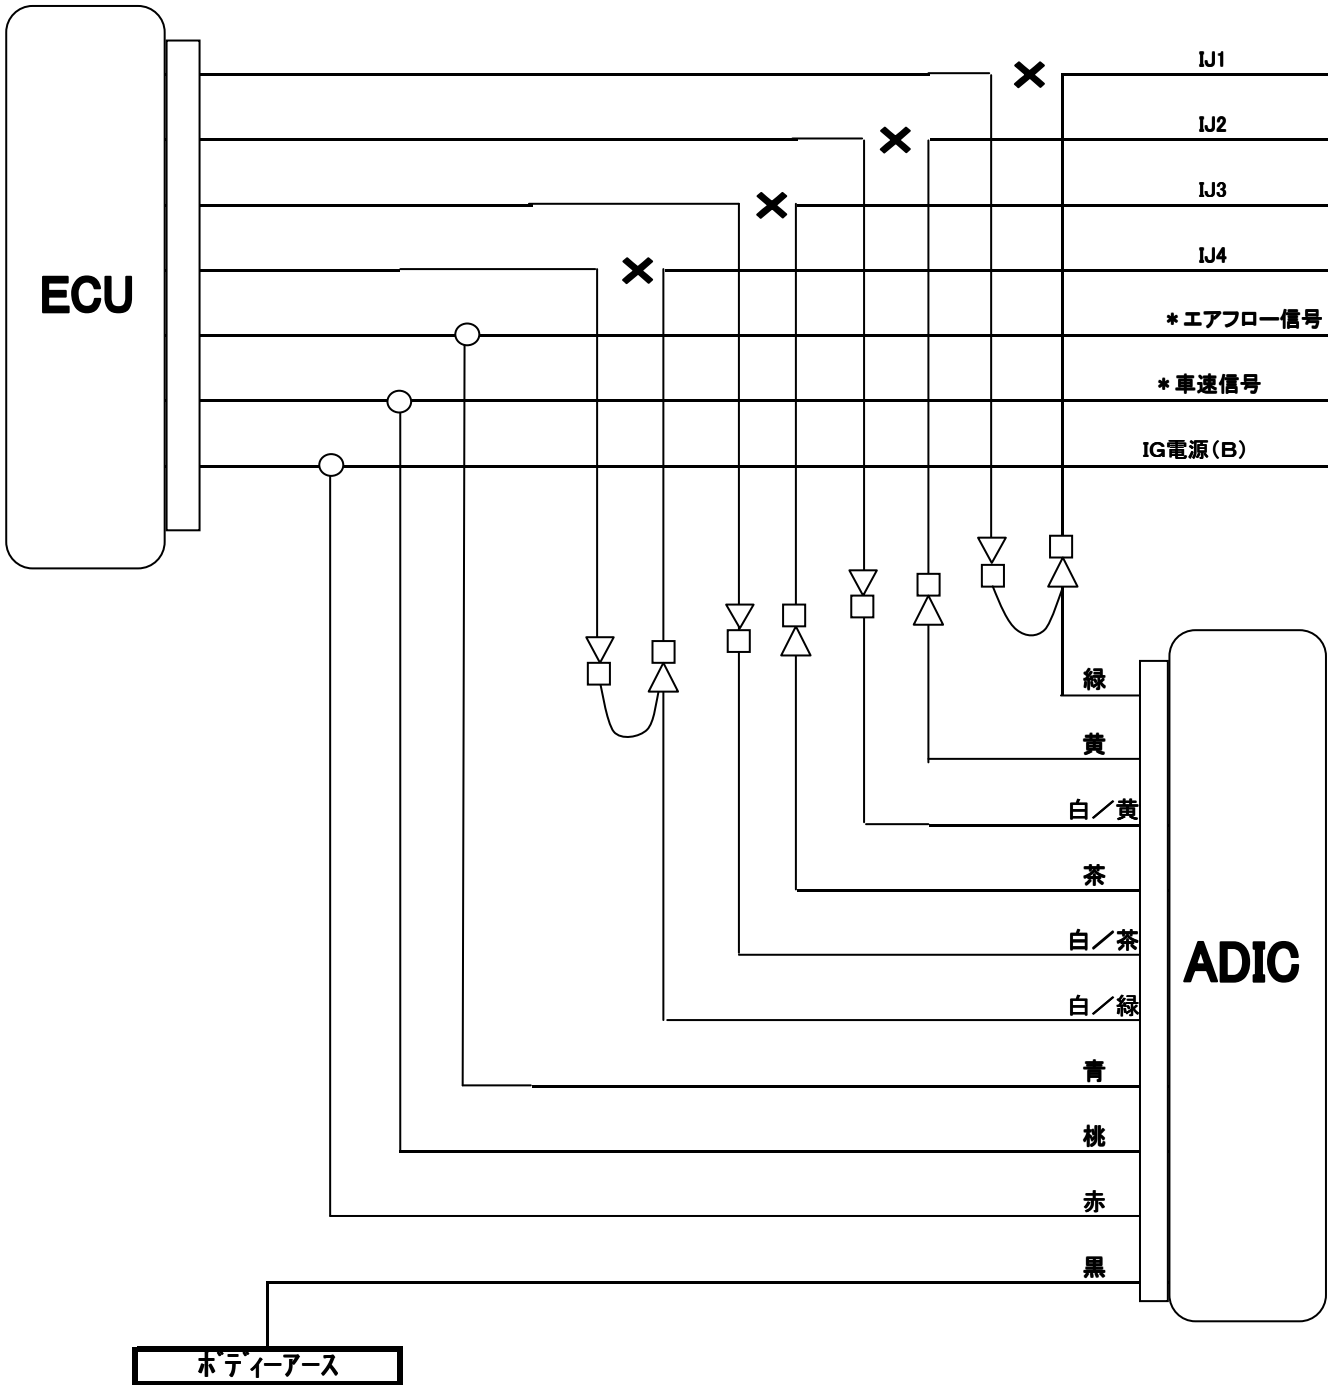 IJ1
IJ2
IJ3
IJ4
ECU
*エアフロー信号
*車速信号
IG電源(B)
緑
黄
白/黄
茶
白/茶
ADIC
白/緑
青
桃
赤
黒
ボディーアース